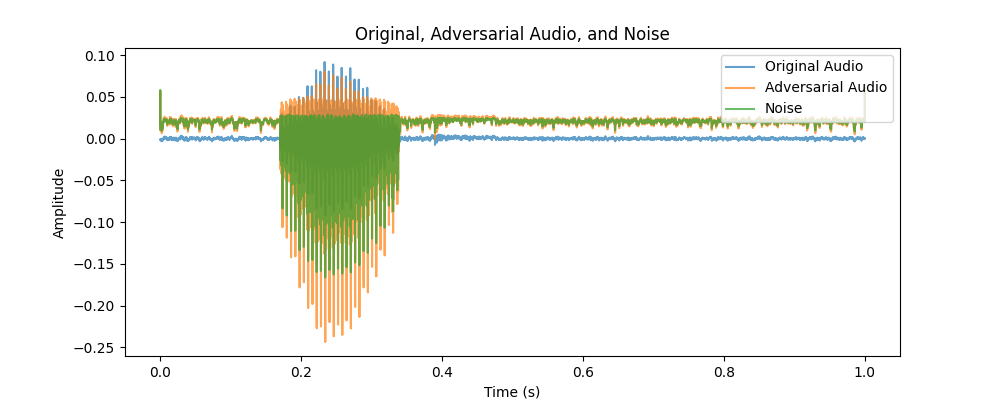 Original, Adversarial Audio, and Noise
Original Audio
Adversarial Audio
Noise
Amplitude
0.10
0.05
0.00
−0.05
−0.10
−0.15
−0.20
−0.25
0.0 0.2 0.4 0.6 0.8 1.0
Time (s)